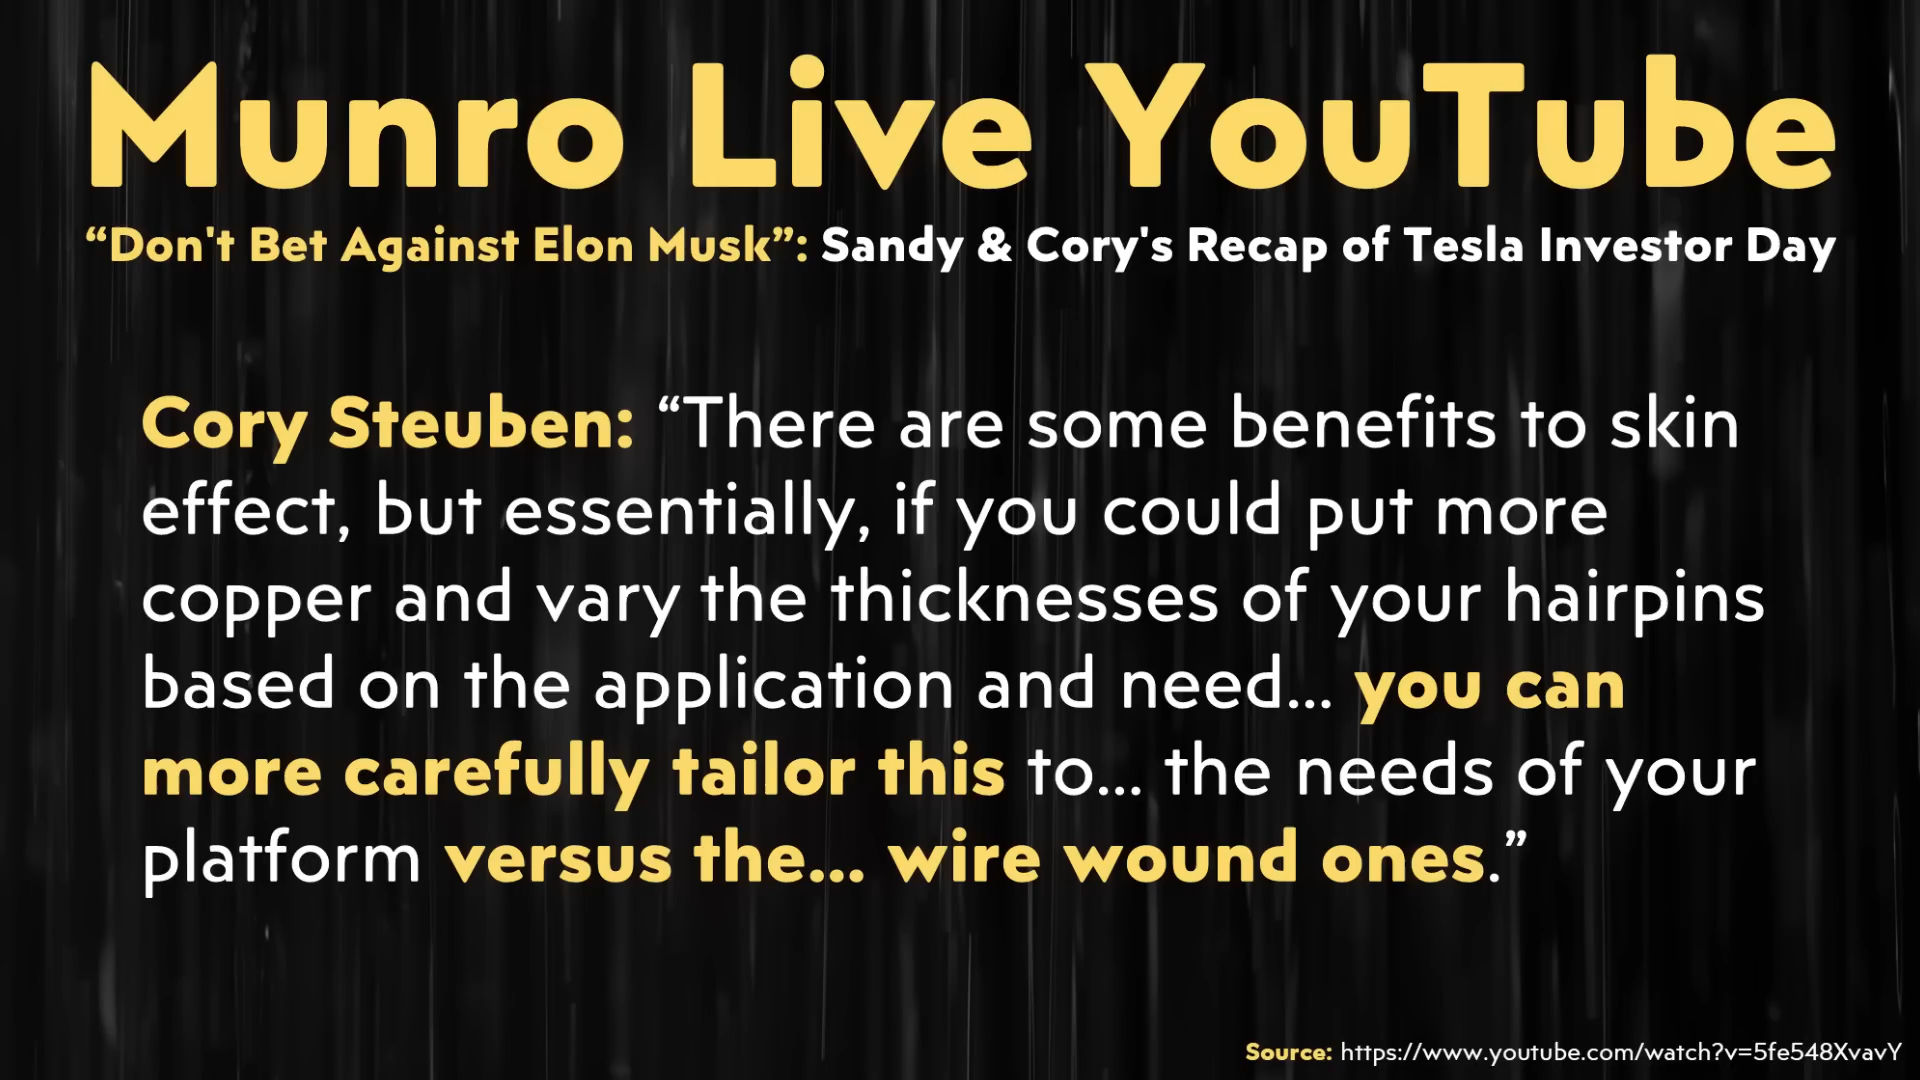 Munro Live YouTube
“Don't Bet Against Elon Musk”: Sandy & Cory's Recap of Tesla Investor Day
Cory Steuben: “There are some benefits to skin
effect, but essentially, if you could put more
copper and vary the thicknesses of your hairpins
based on the application and need... you can
more carefully tailor this to... the needs of your
platform versus the... wire wound ones.”
Source: https://www.youtube.com/watch?v=5fe548XvavY